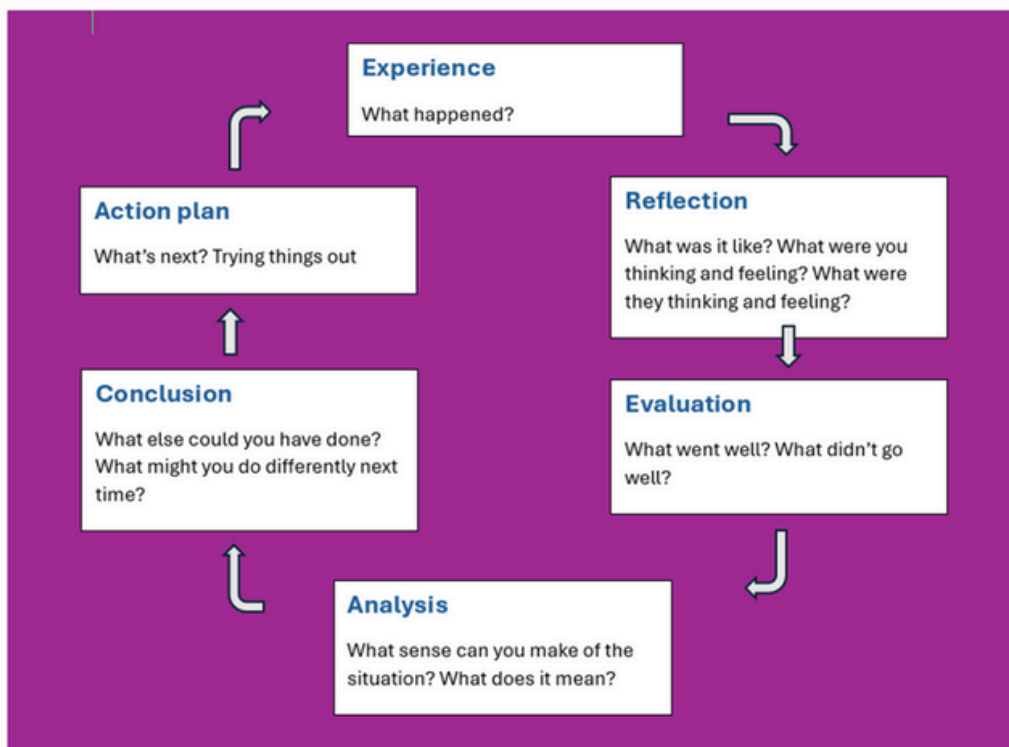 Experience
What happened?
Reflection
What was it like? What were you
thinking and feeling? What were
they thinking and feeling?
Evaluation
What went well? What didn’t go
well?
Analysis
What sense can you make of the
situation? What does it mean?
Conclusion
What else could you have done?
What might you do differently next
time?
Action plan
What’s next? Trying things out